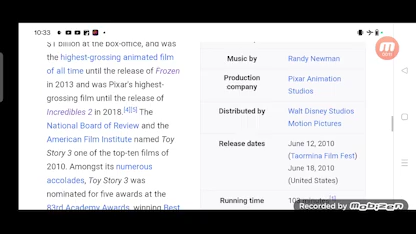 10:33
$1 billion at the box-office, and was
the highest-grossing animated film
of all time until the release of Frozen
in 2013 and was Pixar's highest-
grossing film until the release of
Incredibles 2 in 2018.[4][5] The
National Board of Review and the
American Film Institute named Toy
Story 3 one of the top-ten films of
2010. Amongst its numerous
accolades, Toy Story 3 was
nominated for five awards at the
83rd Academy Awards, winning Best
Music by Randy Newman
Production Pixar Animation
company Studios
Distributed by Walt Disney Studios
Motion Pictures
Release dates June 12, 2010
(Taormina Film Fest)
June 18, 2010
(United States)
Running time
Recorded by Mobizen